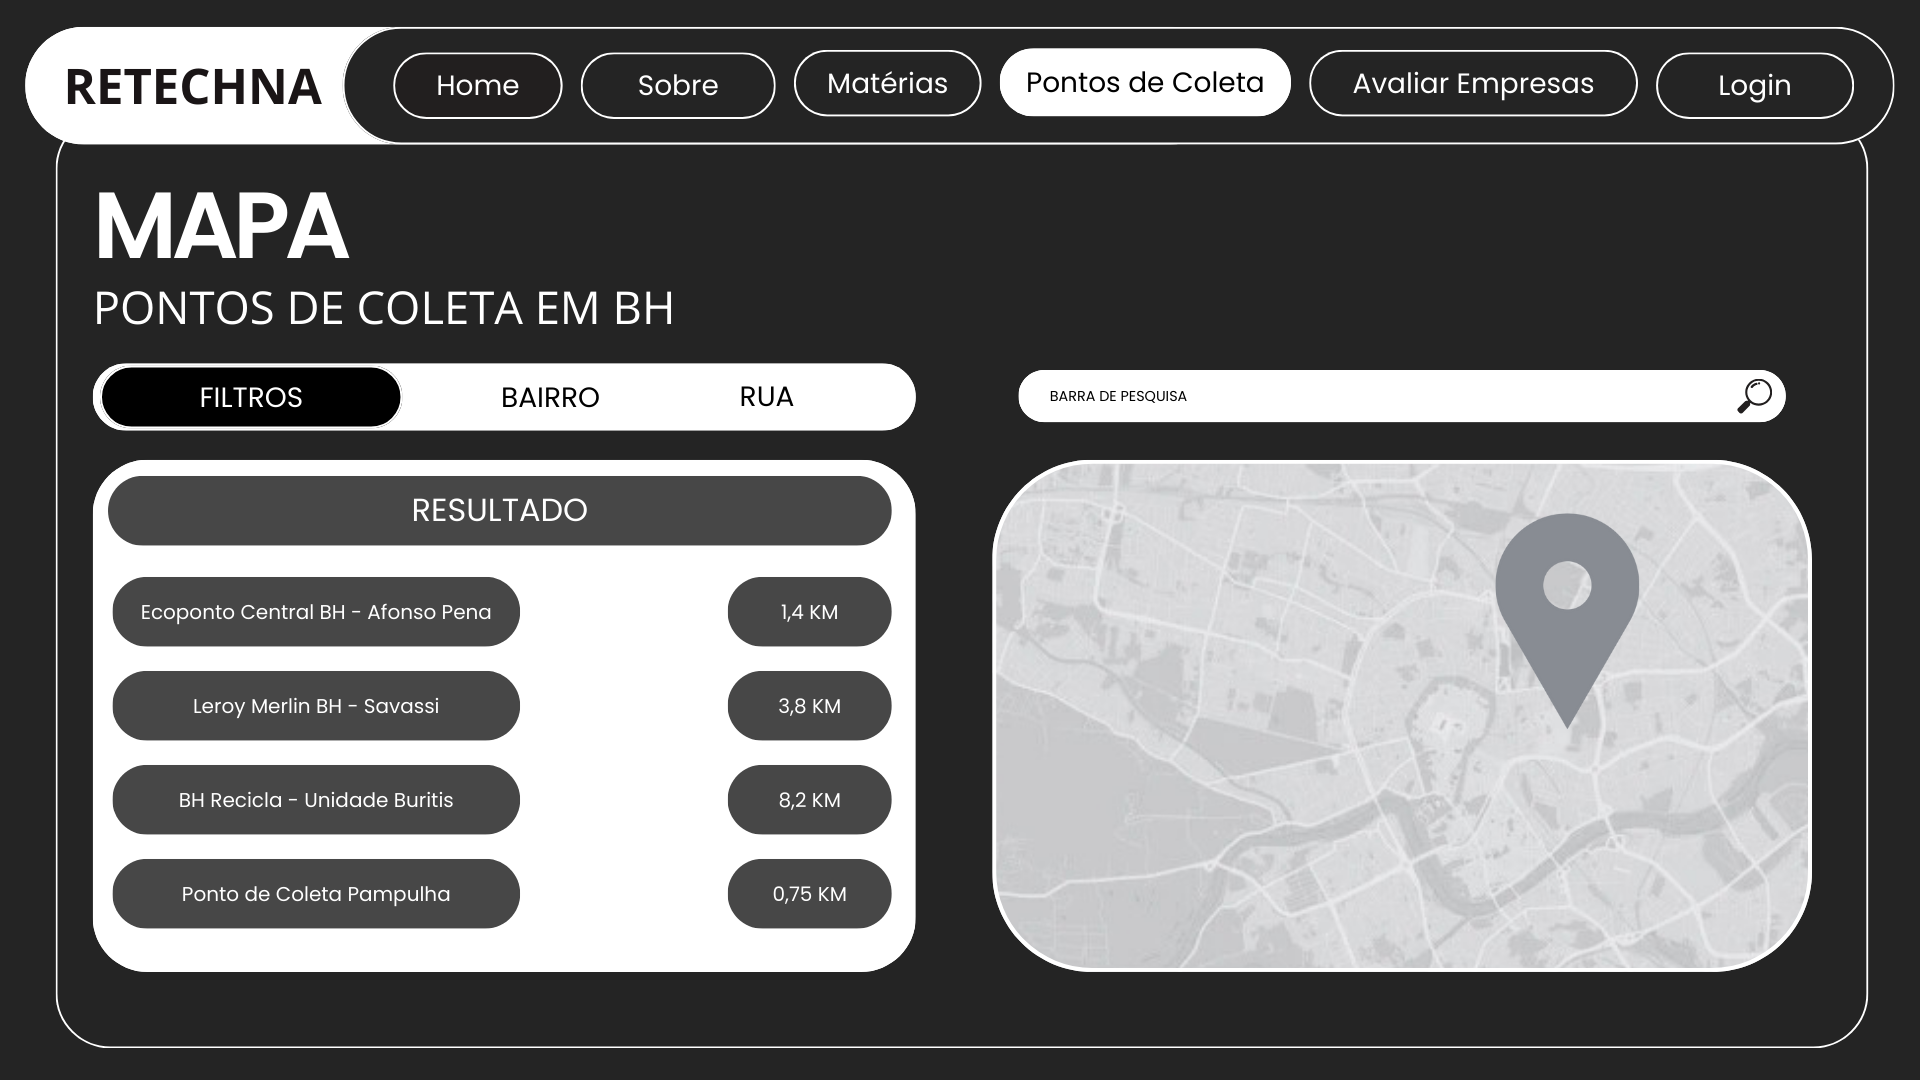 RETECHNA
Home
Sobre
Matérias
Pontos de Coleta
Avaliar Empresas
Login
MAPA
PONTOS DE COLETA EM BH
FILTROS
BAIRRO
RUA
BARRA DE PESQUISA
RESULTADO
Ecoponto Central BH - Afonso Pena
1,4 KM
Leroy Merlin BH - Savassi
3,8 KM
BH Recicla - Unidade Buritis
8,2 KM
Ponto de Coleta Pampulha
0,75 KM